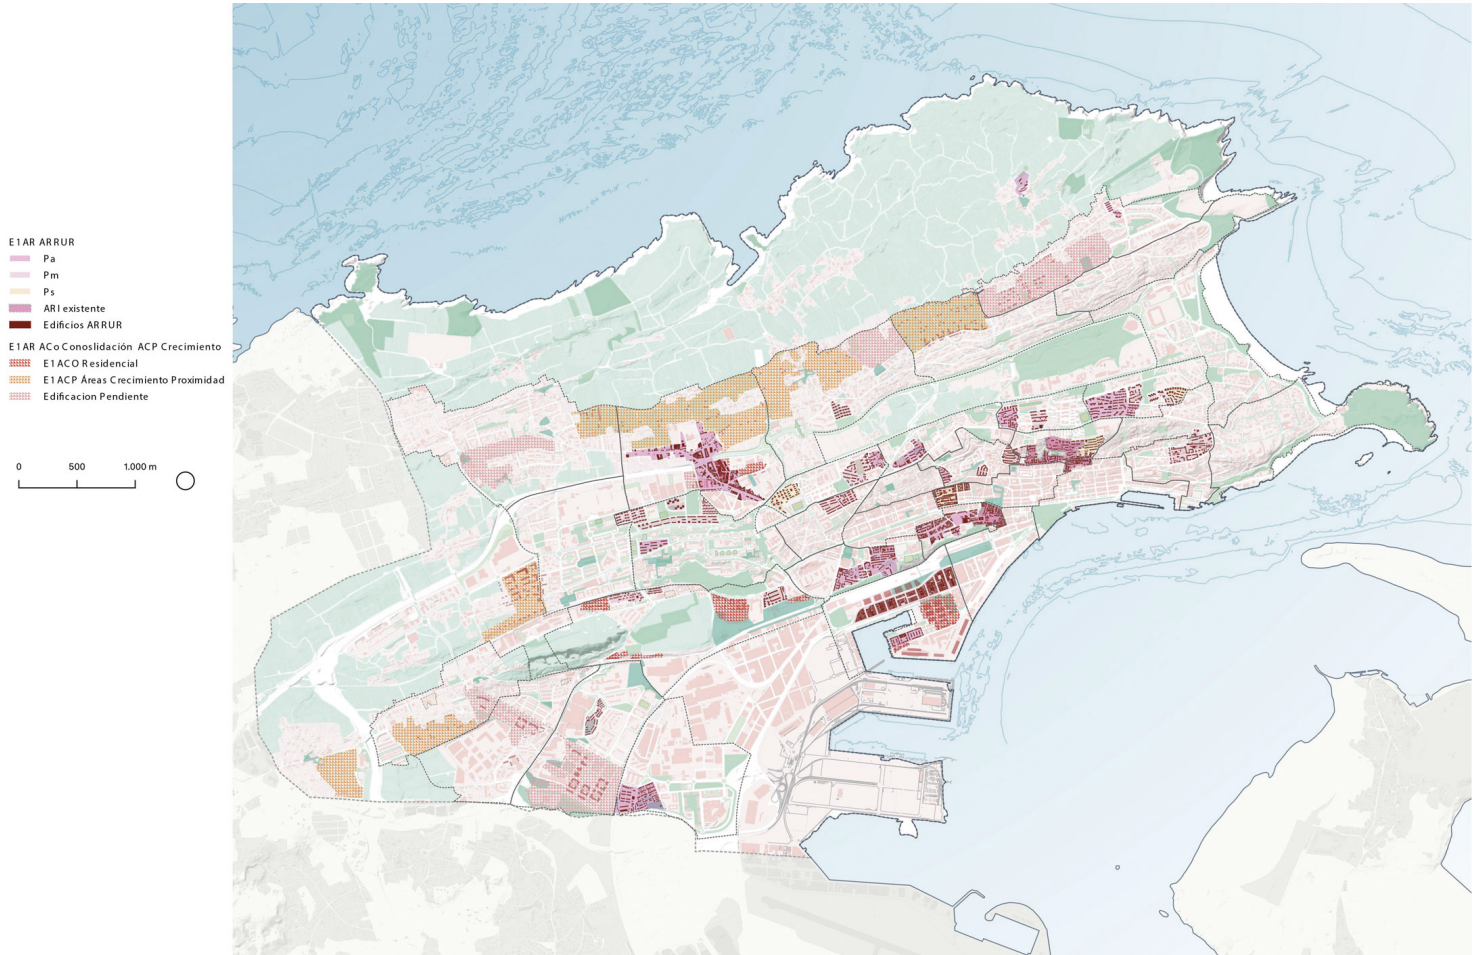 E1AR ARRUR
Pa
Pm
Ps
ARI existente
Edificios ARRUR
E1AR ACo Conoslidación ACP Crecimiento
E1ACO Residencial
E1ACP Áreas Crecimiento Proximidad
Edificacion Pendiente
0 500 1.000 m